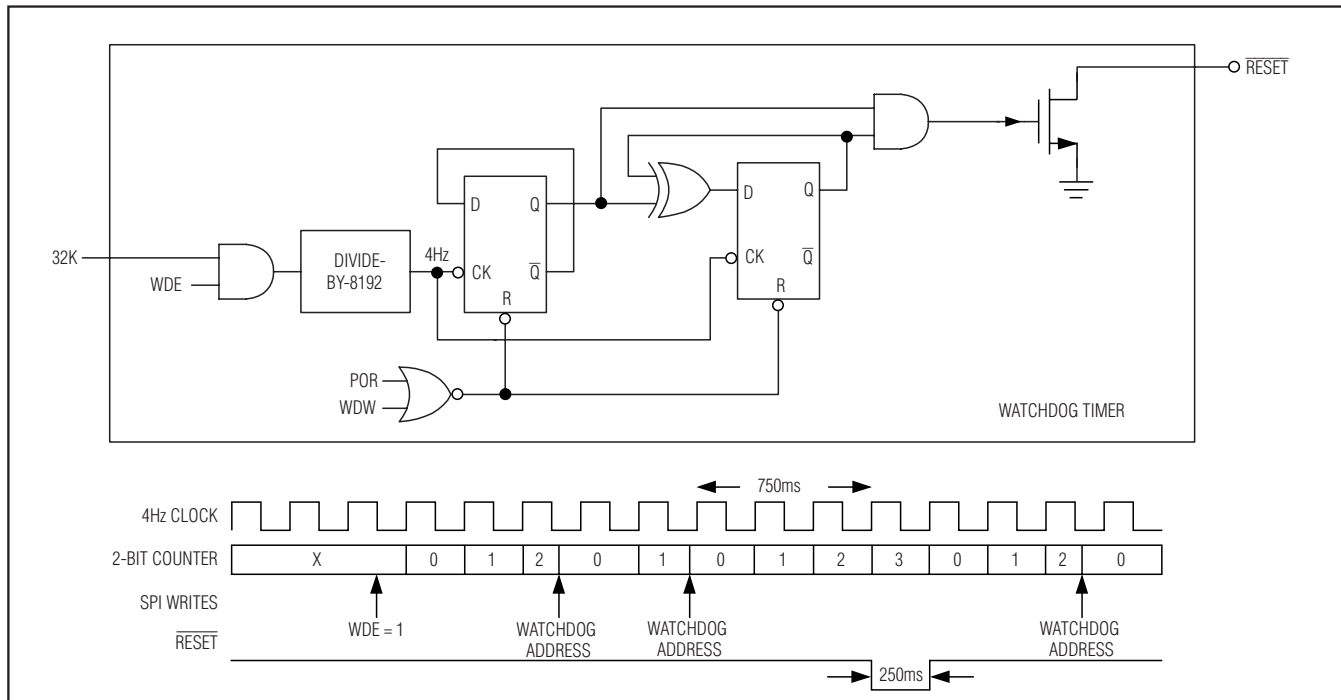 R̅E̅S̅E̅T̅
32K
WDE
DIVIDE-
BY-8192
4Hz
D
Q
CK
Q̅
R
D
Q
CK
Q̅
R
POR
WDW
WATCHDOG TIMER
750ms
4Hz CLOCK
2-BIT COUNTER
X 0 1 2 0 1 0 1 2 3 0 1 2 0
SPI WRITES
WDE = 1
WATCHDOG
ADDRESS
WATCHDOG
ADDRESS
WATCHDOG
ADDRESS
R̅E̅S̅E̅T̅
250ms